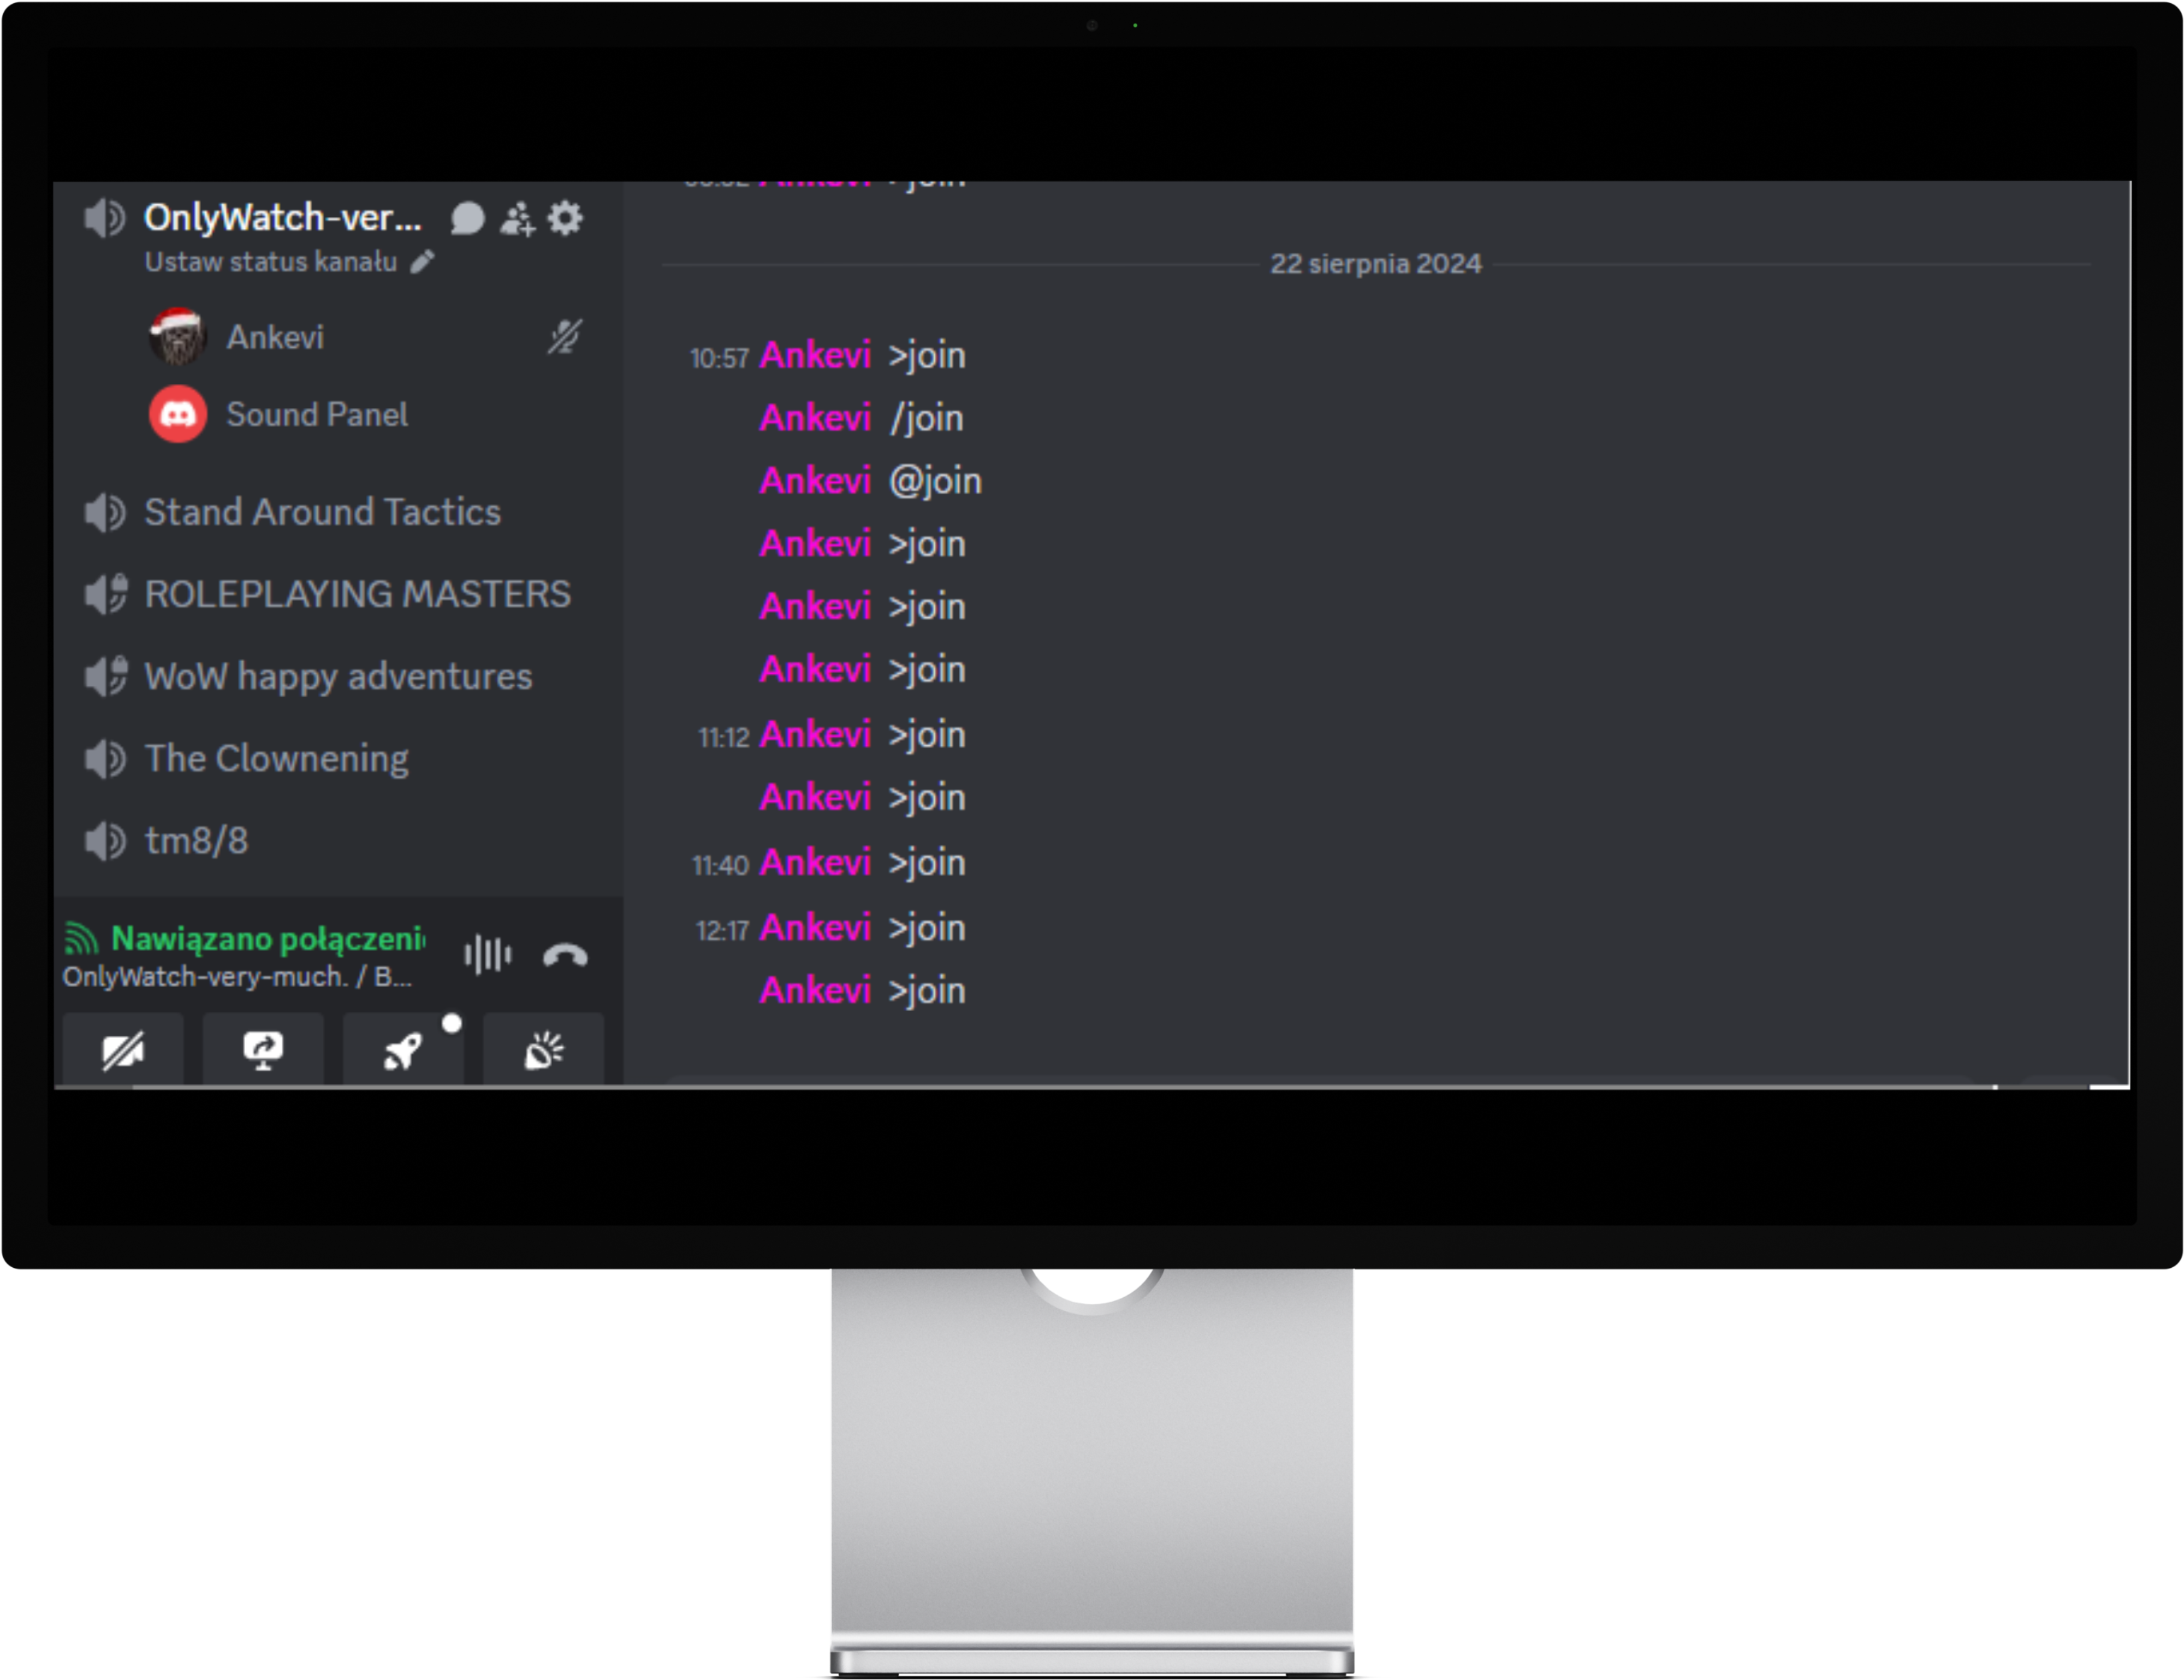 OnlyWatch-ver...
Ustaw status kanału
Ankevi
Sound Panel
Stand Around Tactics
ROLEPLAYING MASTERS
WoW happy adventures
The Clownening
tm8/8
Nawiązano połączeni
OnlyWatch-very-much. / B...
Ankevi >join
22 sierpnia 2024
10:57 Ankevi >join
Ankevi /join
Ankevi @join
Ankevi >join
Ankevi >join
Ankevi >join
11:12 Ankevi >join
Ankevi >join
11:40 Ankevi >join
12:17 Ankevi >join
Ankevi >join